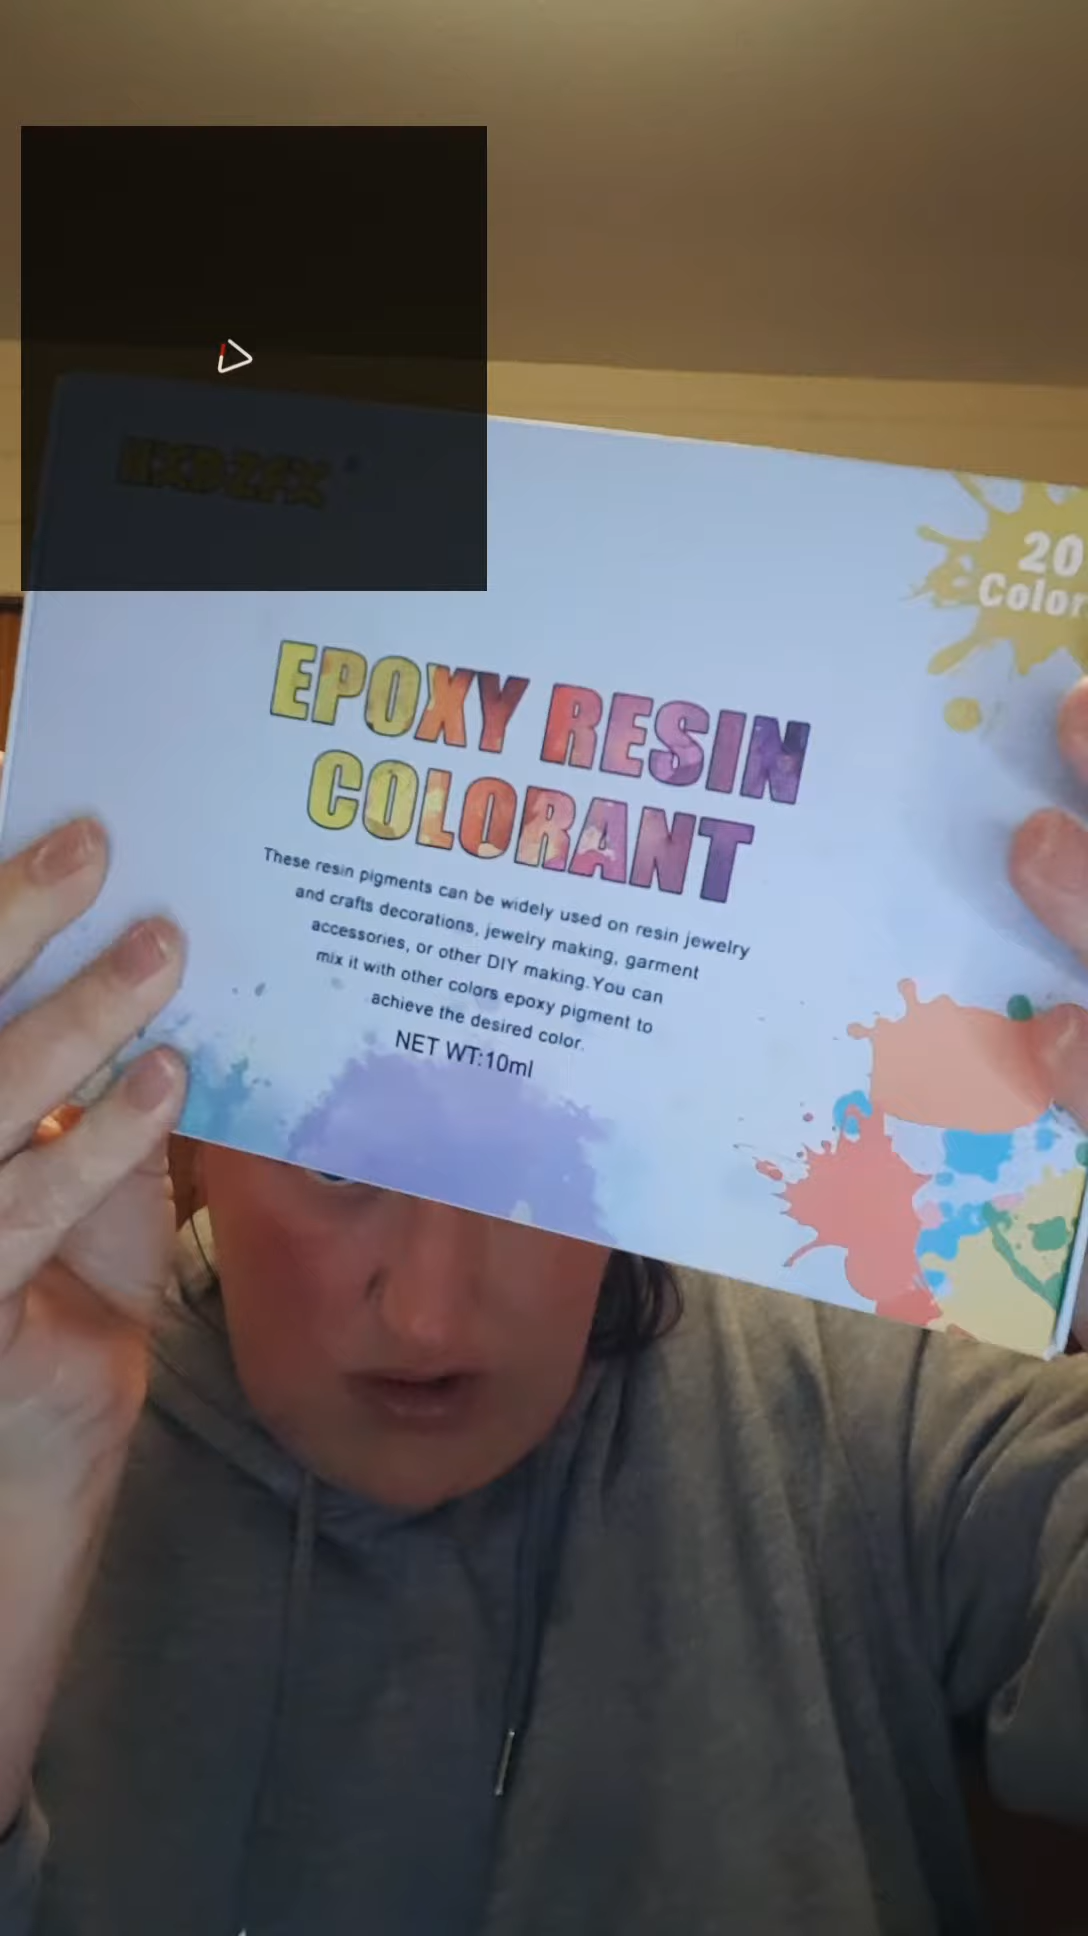 20
Color
EPOXY RESIN
COLORANT
These resin pigments can be widely used on resin jewelry
and crafts decorations, jewelry making, garment
accessories, or other DIY making.You can
mix it with other colors epoxy pigment to
achieve the desired color.
NET WT:10ml